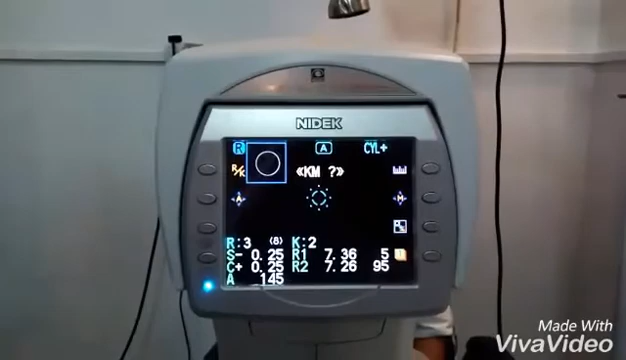 NIDEK
R A CYL+
R/K «KM ?»
A M
R:3 (8) K:2
S- 0.25 R1 7.36 5
C+ 0.25 R2 7.26 95
A 145
Made With
VivaVideo